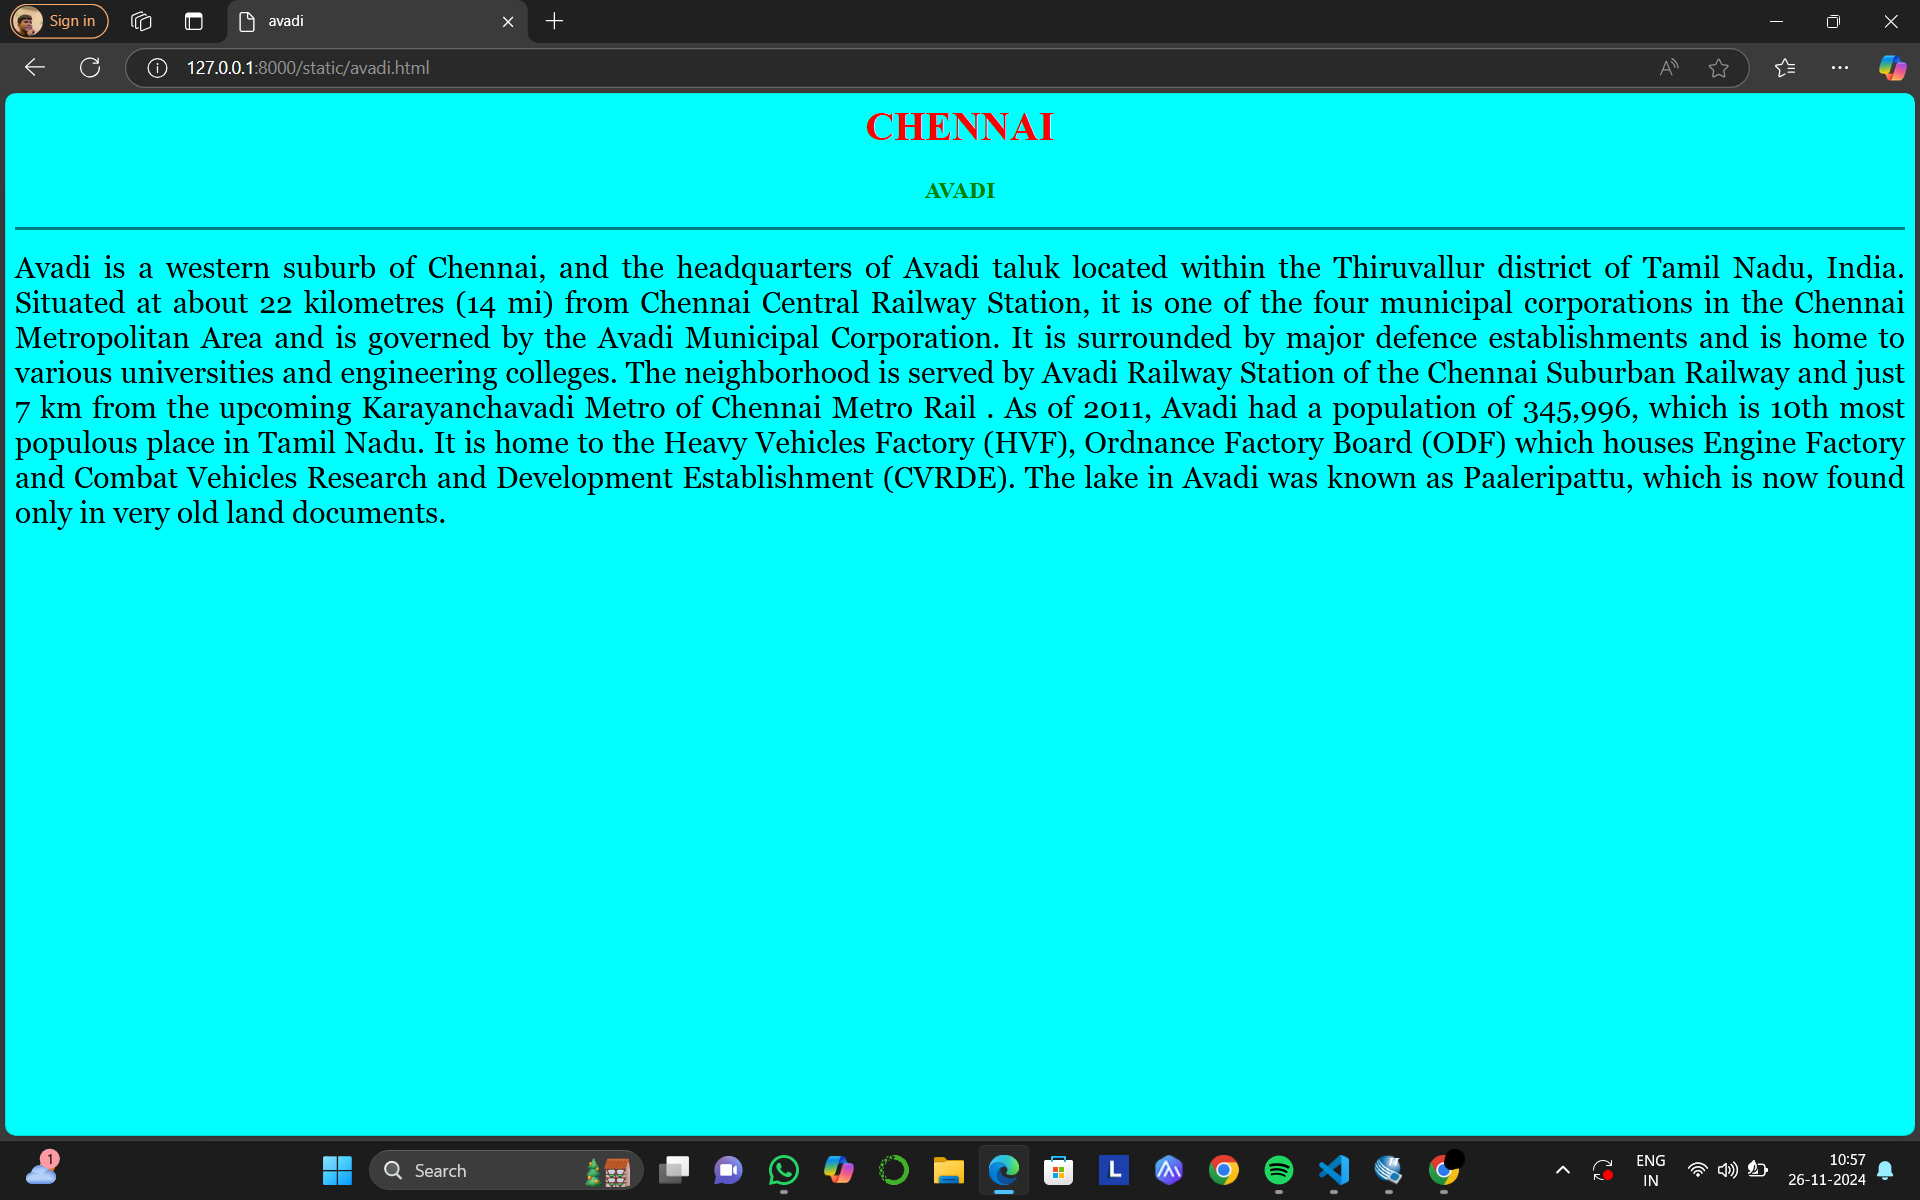 Sign in
avadi
127.0.0.1:8000/static/avadi.html
CHENNAI
AVADI
Avadi is a western suburb of Chennai, and the headquarters of Avadi taluk located within the Thiruvallur district of Tamil Nadu, India.
Situated at about 22 kilometres (14 mi) from Chennai Central Railway Station, it is one of the four municipal corporations in the Chennai
Metropolitan Area and is governed by the Avadi Municipal Corporation. It is surrounded by major defence establishments and is home to
various universities and engineering colleges. The neighborhood is served by Avadi Railway Station of the Chennai Suburban Railway and just
7 km from the upcoming Karayanchavadi Metro of Chennai Metro Rail . As of 2011, Avadi had a population of 345,996, which is 10th most
populous place in Tamil Nadu. It is home to the Heavy Vehicles Factory (HVF), Ordnance Factory Board (ODF) which houses Engine Factory
and Combat Vehicles Research and Development Establishment (CVRDE). The lake in Avadi was known as Paaleripattu, which is now found
only in very old land documents.
1
Search
L
ENG
IN
10:57
26-11-2024